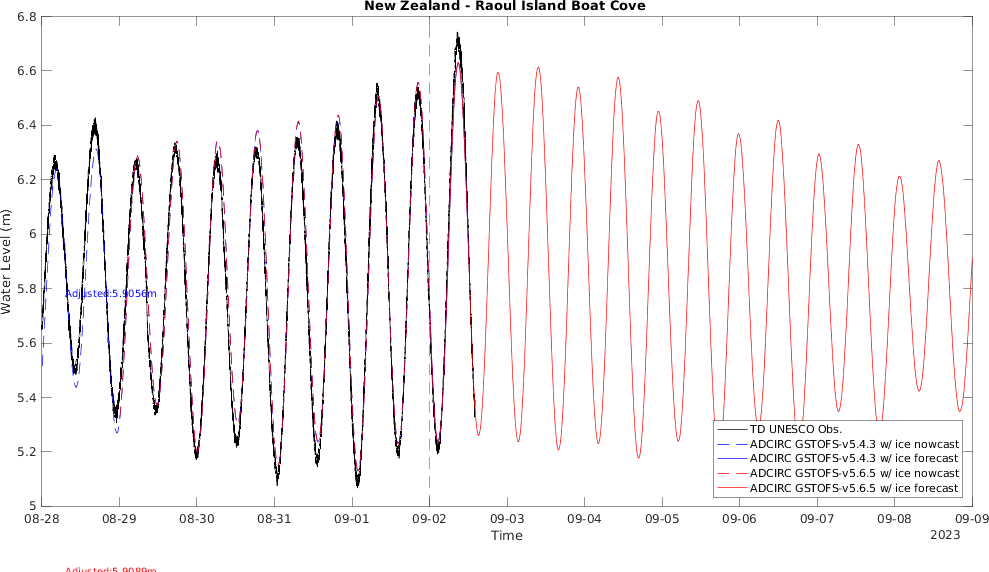 New Zealand - Raoul Island Boat Cove
6.8
6.6
6.4
6.2
6
5.8
5.6
5.4
5.2
5
Water Level (m)
Adjusted:5.9056m
TD UNESCO Obs.
ADCIRC GSTOFS-v5.4.3 w/ ice nowcast
ADCIRC GSTOFS-v5.4.3 w/ ice forecast
ADCIRC GSTOFS-v5.6.5 w/ ice nowcast
ADCIRC GSTOFS-v5.6.5 w/ ice forecast
08-28 08-29 08-30 08-31 09-01 09-02 09-03 09-04 09-05 09-06 09-07 09-08 09-09
Time
2023
Adjusted:5.9089m